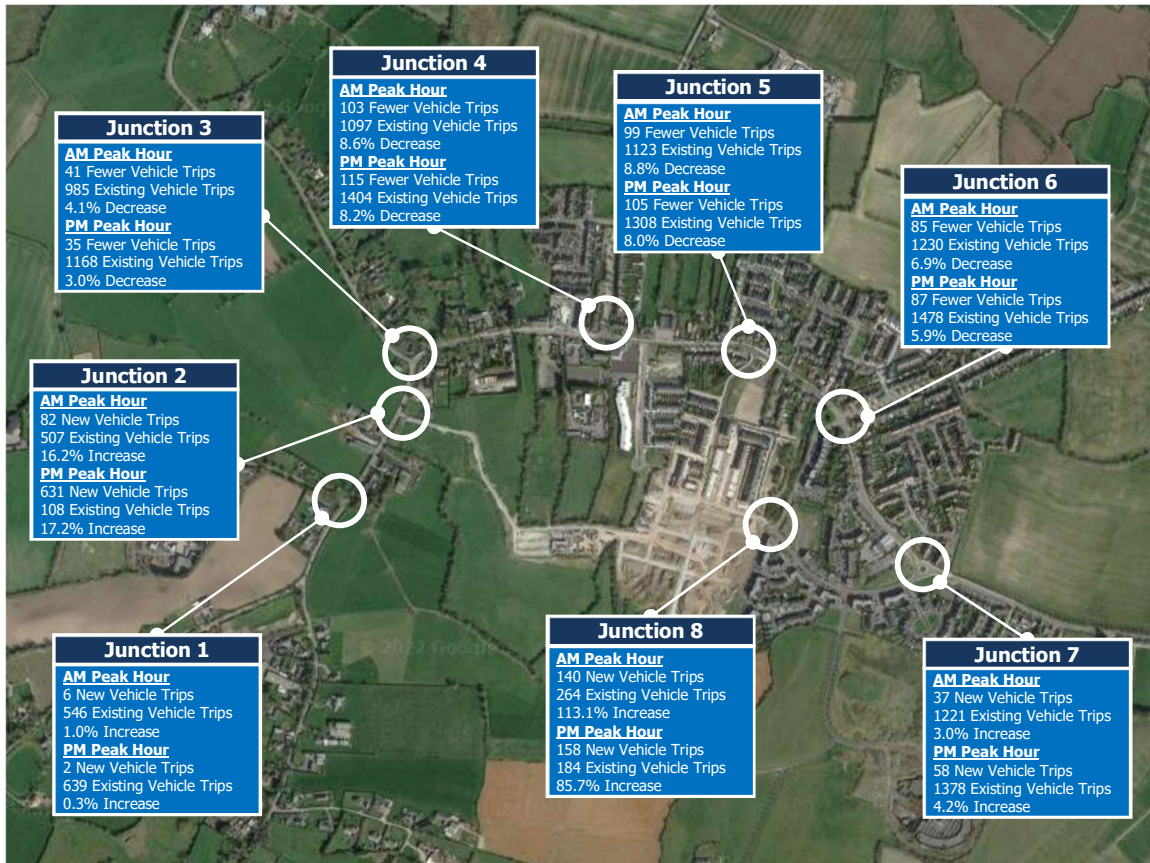 Junction 4
AM Peak Hour
103 Fewer Vehicle Trips
1097 Existing Vehicle Trips
8.6% Decrease
PM Peak Hour
115 Fewer Vehicle Trips
1404 Existing Vehicle Trips
8.2% Decrease
Junction 5
AM Peak Hour
99 Fewer Vehicle Trips
1123 Existing Vehicle Trips
8.8% Decrease
PM Peak Hour
105 Fewer Vehicle Trips
1308 Existing Vehicle Trips
8.0% Decrease
Junction 3
AM Peak Hour
41 Fewer Vehicle Trips
985 Existing Vehicle Trips
4.1% Decrease
PM Peak Hour
35 Fewer Vehicle Trips
1168 Existing Vehicle Trips
3.0% Decrease
Junction 6
AM Peak Hour
85 Fewer Vehicle Trips
1230 Existing Vehicle Trips
6.9% Decrease
PM Peak Hour
87 Fewer Vehicle Trips
1478 Existing Vehicle Trips
5.9% Decrease
Junction 2
AM Peak Hour
82 New Vehicle Trips
507 Existing Vehicle Trips
16.2% Increase
PM Peak Hour
631 New Vehicle Trips
108 Existing Vehicle Trips
17.2% Increase
Junction 1
AM Peak Hour
6 New Vehicle Trips
546 Existing Vehicle Trips
1.0% Increase
PM Peak Hour
2 New Vehicle Trips
639 Existing Vehicle Trips
0.3% Increase
Junction 8
AM Peak Hour
140 New Vehicle Trips
264 Existing Vehicle Trips
113.1% Increase
PM Peak Hour
158 New Vehicle Trips
184 Existing Vehicle Trips
85.7% Increase
Junction 7
AM Peak Hour
37 New Vehicle Trips
1221 Existing Vehicle Trips
3.0% Increase
PM Peak Hour
58 New Vehicle Trips
1378 Existing Vehicle Trips
4.2% Increase
© 2022 Google